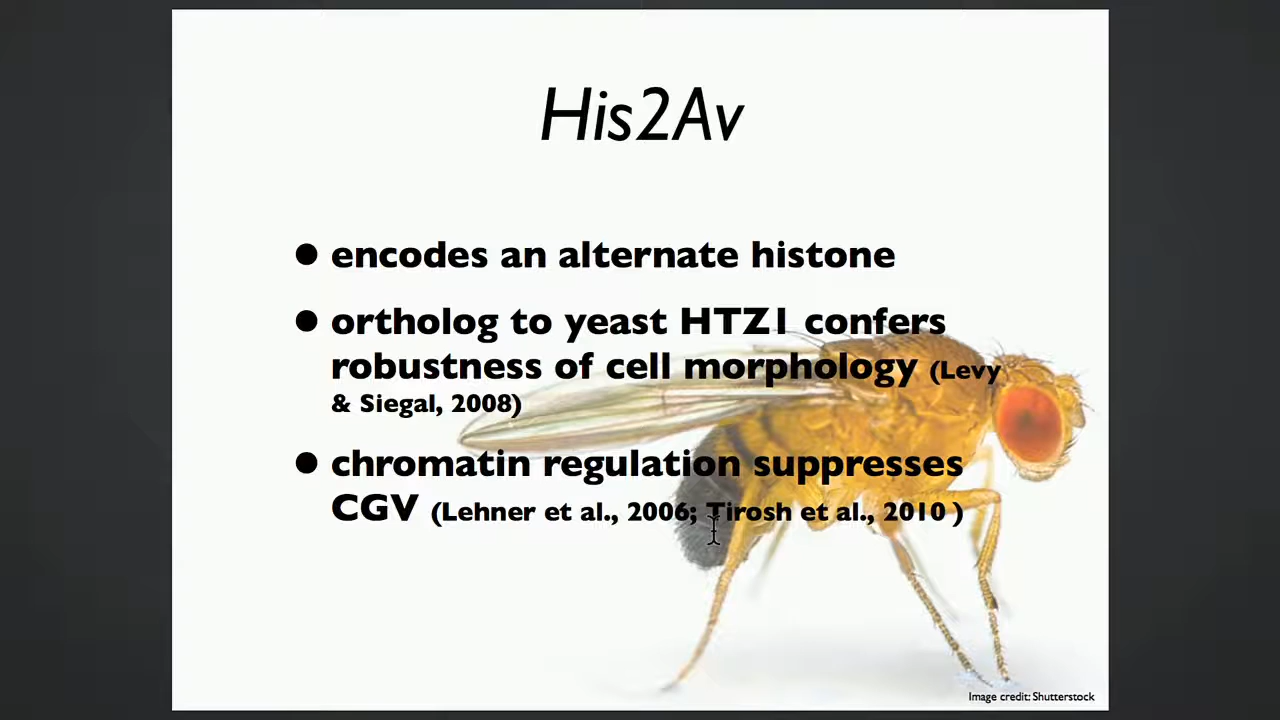 His2Av
● encodes an alternate histone
● ortholog to yeast HTZ1 confers
robustness of cell morphology (Levy
& Siegal, 2008)
● chromatin regulation suppresses
CGV (Lehner et al., 2006; Tirosh et al., 2010 )
Image credit: Shutterstock